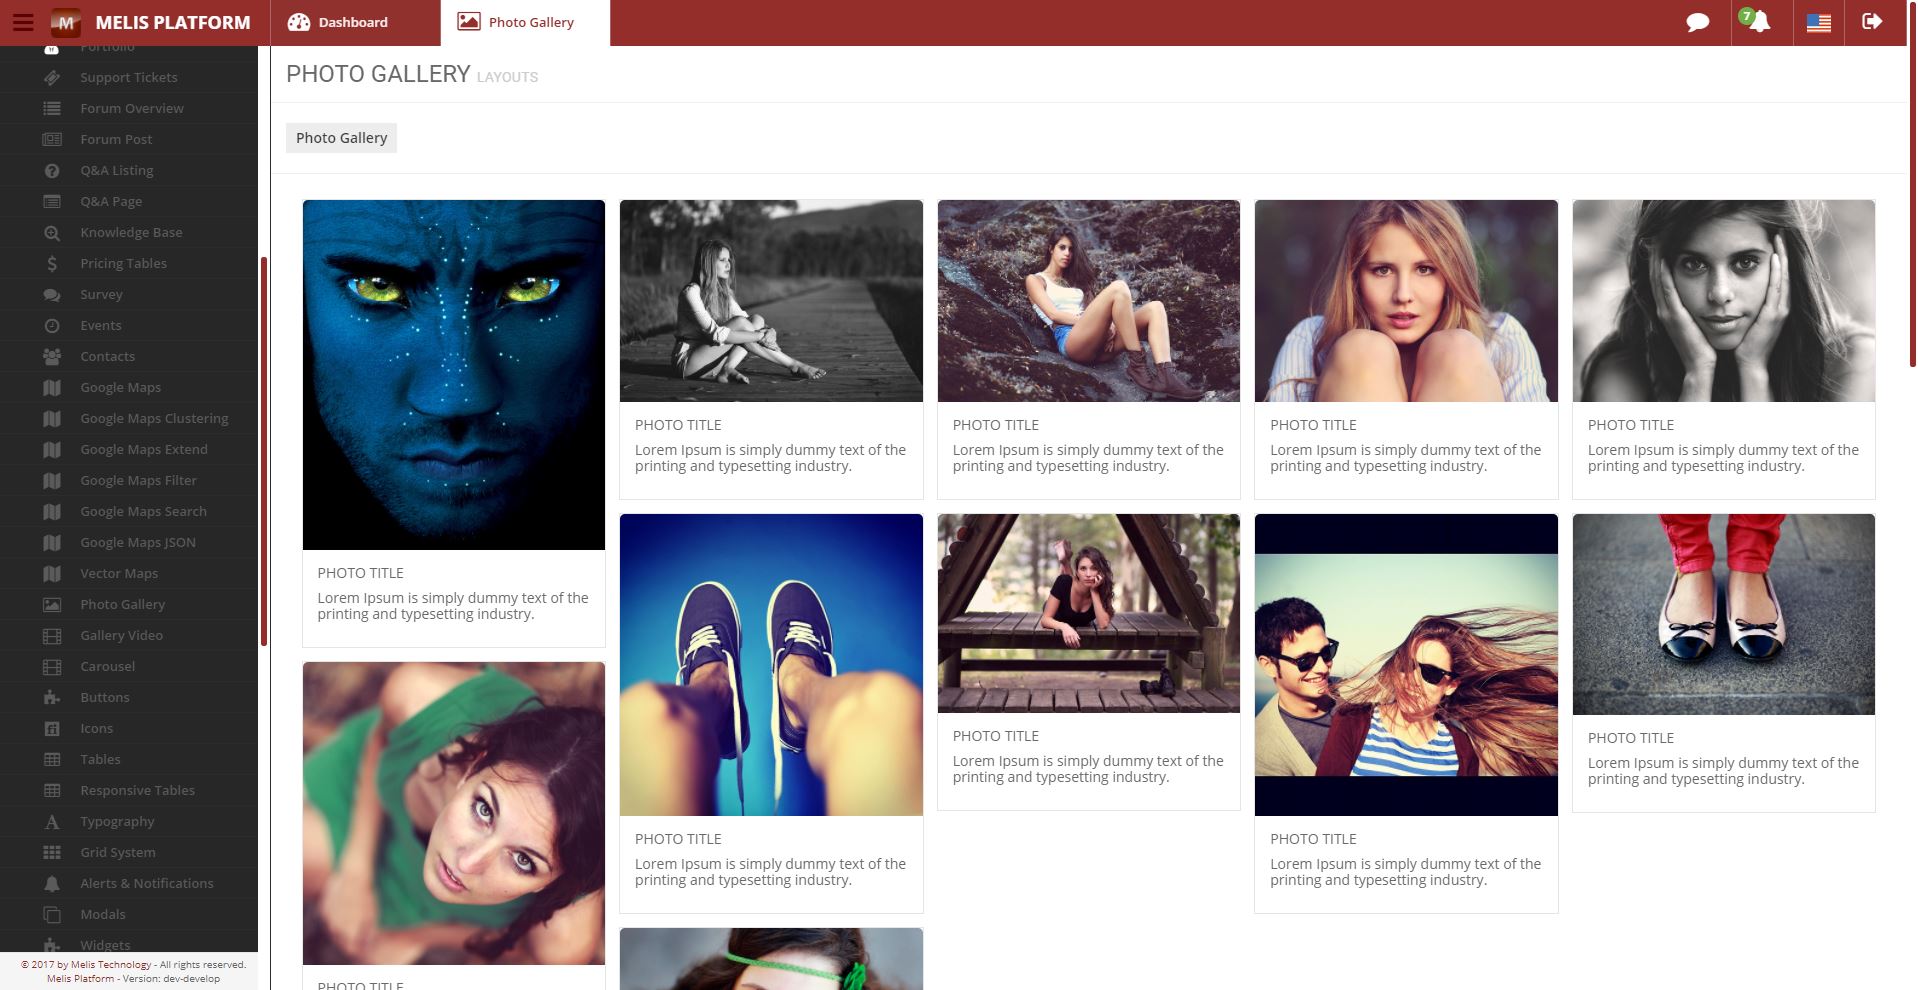 MELIS PLATFORM
Dashboard
Photo Gallery
7
Portfolio
Support Tickets
Forum Overview
Forum Post
Q&A Listing
Q&A Page
Knowledge Base
Pricing Tables
Survey
Events
Contacts
Google Maps
Google Maps Clustering
Google Maps Extend
Google Maps Filter
Google Maps Search
Google Maps JSON
Vector Maps
Photo Gallery
Gallery Video
Carousel
Buttons
Icons
Tables
Responsive Tables
Typography
Grid System
Alerts & Notifications
Modals
Widgets
© 2017 by Melis Technology - All rights reserved.
Melis Platform - Version: dev-develop
PHOTO GALLERY LAYOUTS
Photo Gallery
PHOTO TITLE
Lorem Ipsum is simply dummy text of the
printing and typesetting industry.
PHOTO TITLE
Lorem Ipsum is simply dummy text of the
printing and typesetting industry.
PHOTO TITLE
Lorem Ipsum is simply dummy text of the
printing and typesetting industry.
PHOTO TITLE
Lorem Ipsum is simply dummy text of the
printing and typesetting industry.
PHOTO TITLE
Lorem Ipsum is simply dummy text of the
printing and typesetting industry.
PHOTO TITLE
Lorem Ipsum is simply dummy text of the
printing and typesetting industry.
PHOTO TITLE
Lorem Ipsum is simply dummy text of the
printing and typesetting industry.
PHOTO TITLE
Lorem Ipsum is simply dummy text of the
printing and typesetting industry.
PHOTO TITLE
Lorem Ipsum is simply dummy text of the
printing and typesetting industry.
PHOTO TITLE